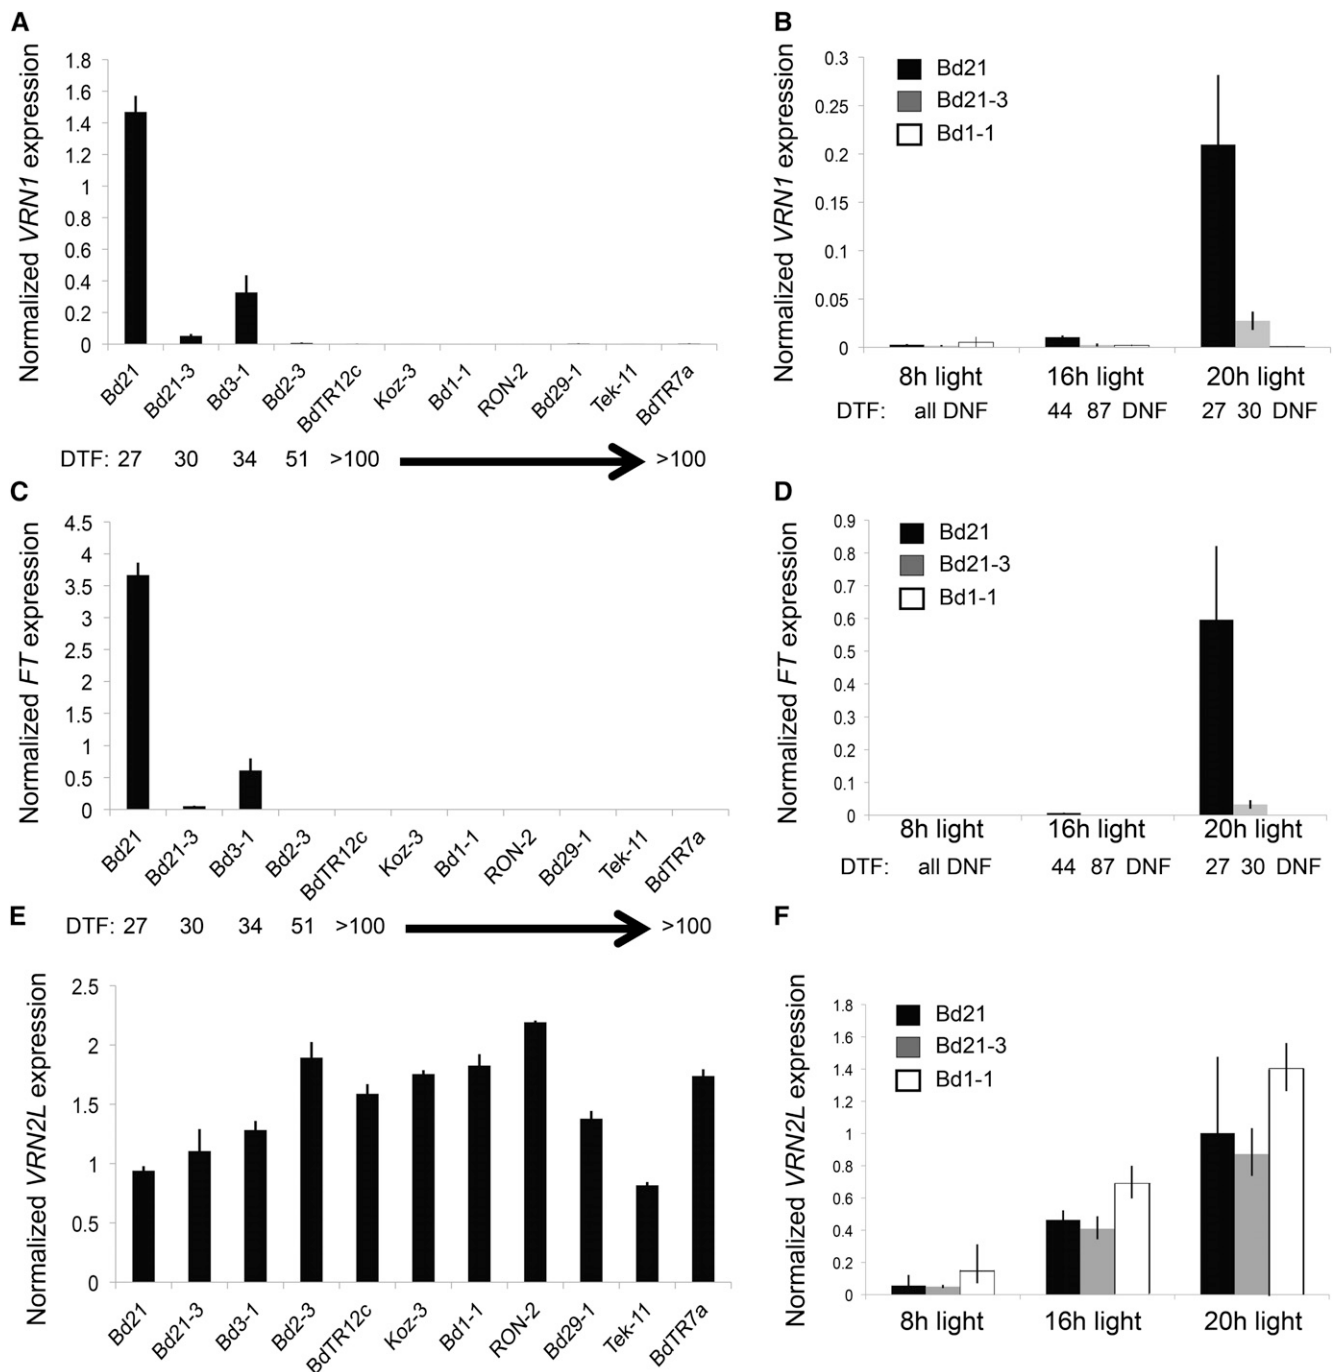 A
Normalized VRN1 expression
1.8
1.6
1.4
1.2
1
0.8
0.6
0.4
0.2
0
Bd21
Bd21-3
Bd3-1
Bd2-3
BdTR12c
Koz-3
Bd1-1
RON-2
Bd29-1
Tek-11
BdTR7a
DTF: 27 30 34 51 >100 >100
B
Normalized VRN1 expression
0.3
0.25
0.2
0.15
0.1
0.05
0
Bd21
Bd21-3
Bd1-1
8h light 16h light 20h light
DTF: all DNF 44 87 DNF 27 30 DNF
C
Normalized FT expression
4.5
4
3.5
3
2.5
2
1.5
1
0.5
0
Bd21
Bd21-3
Bd3-1
Bd2-3
BdTR12c
Koz-3
Bd1-1
RON-2
Bd29-1
Tek-11
BdTR7a
DTF: 27 30 34 51 >100 >100
D
Normalized FT expression
0.9
0.8
0.7
0.6
0.5
0.4
0.3
0.2
0.1
0
Bd21
Bd21-3
Bd1-1
8h light 16h light 20h light
DTF: all DNF 44 87 DNF 27 30 DNF
E
Normalized VRN2L expression
2.5
2
1.5
1
0.5
0
Bd21
Bd21-3
Bd3-1
Bd2-3
BdTR12c
Koz-3
Bd1-1
RON-2
Bd29-1
Tek-11
BdTR7a
F
Normalized VRN2L expression
1.8
1.6
1.4
1.2
1
0.8
0.6
0.4
0.2
0
Bd21
Bd21-3
Bd1-1
8h light 16h light 20h light